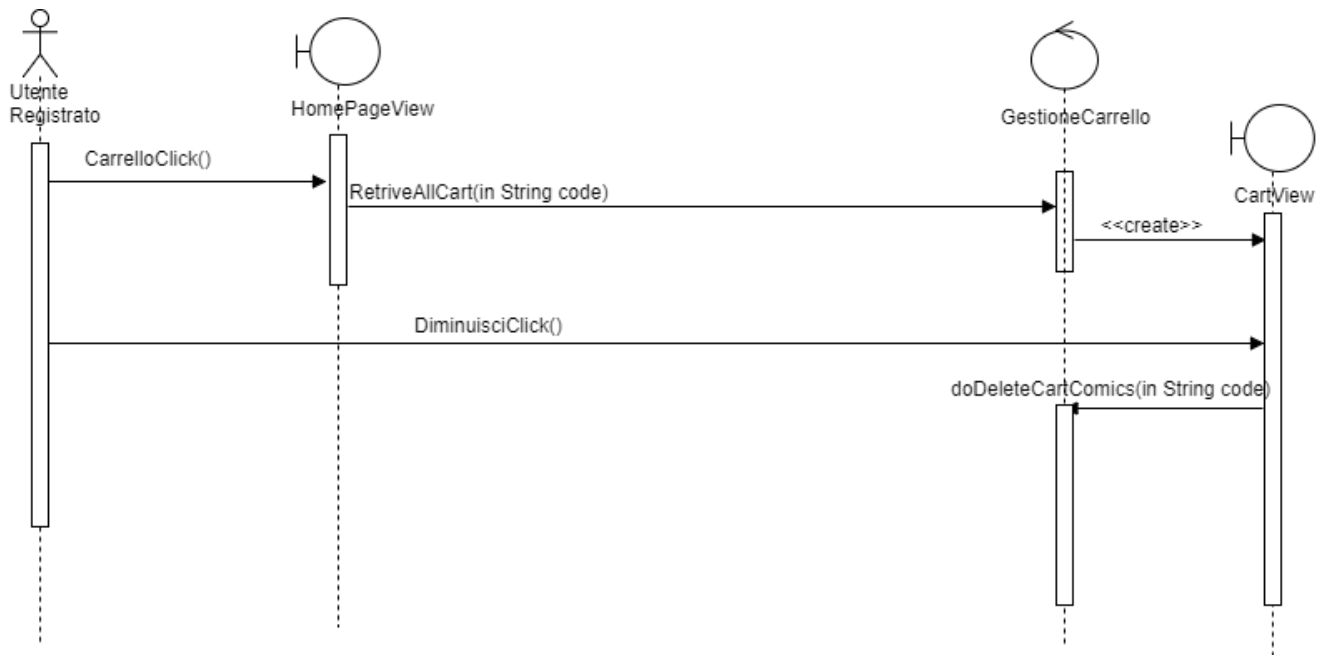 Utente
Registrato
HomePageView
GestioneCarrello
CartView
CarrelloClick()
RetriveAllCart(in String code)
<<create>>
DiminuisciClick()
doDeleteCartComics(in String code)